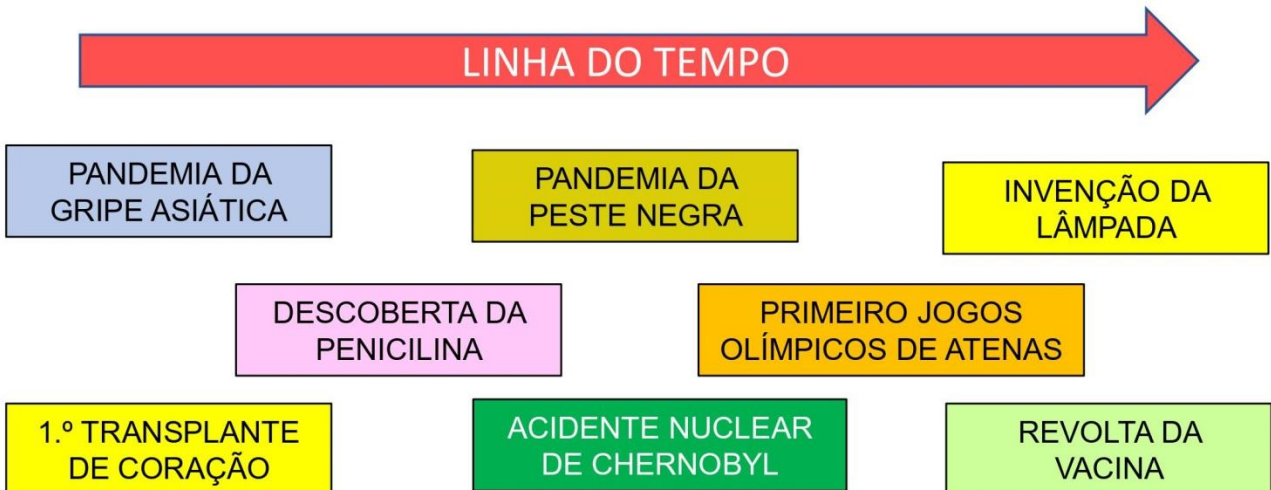 LINHA DO TEMPO
PANDEMIA DA
GRIPE ASIÁTICA
PANDEMIA DA
PESTE NEGRA
INVENÇÃO DA
LÂMPADA
DESCOBERTA DA
PENICILINA
PRIMEIRO JOGOS
OLÍMPICOS DE ATENAS
1.º TRANSPLANTE
DE CORAÇÃO
ACIDENTE NUCLEAR
DE CHERNOBYL
REVOLTA DA
VACINA